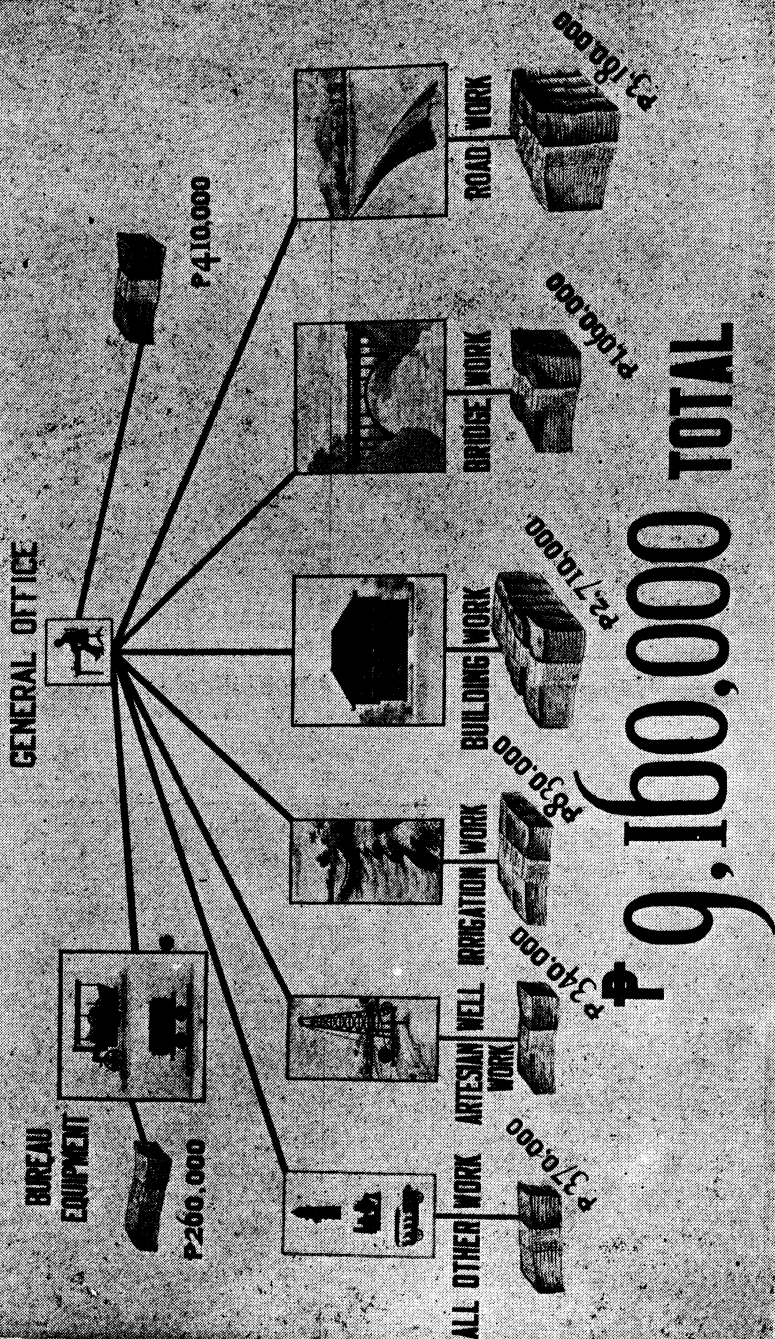 GENERAL OFFICE
BUREAU
EQUIPMENT
₱260,000
₱410,000
ALL OTHER WORK
₱370,000
ARTESIAN WELL
WORK
₱340,000
IRRIGATION WORK
₱830,000
BUILDING WORK
₱2,710,000
BRIDGE WORK
₱1,060,000
ROAD WORK
₱3,180,000
₱ 9,160,000 TOTAL